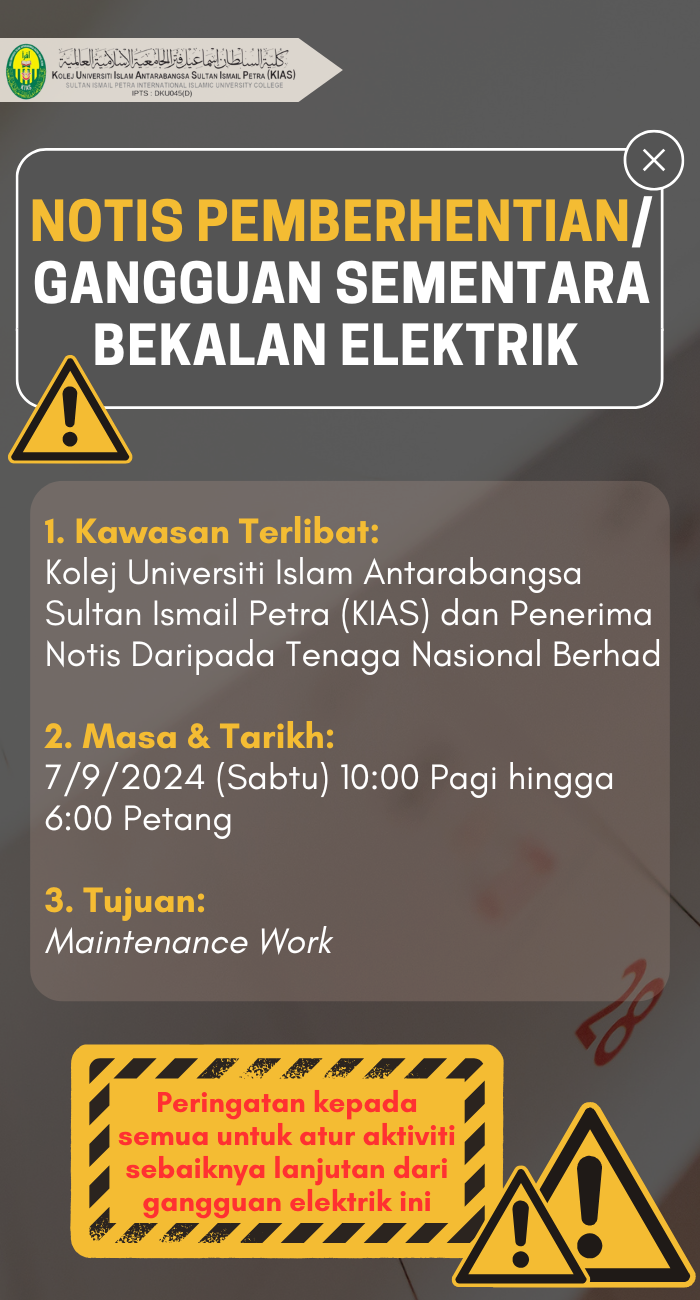 كلية السلطان إسماعيل فترا الجامعية الإسلامية العالمية
KOLEJ UNIVERSITI ISLAM ANTARABANGSA SULTAN ISMAIL PETRA (KIAS)
SULTAN ISMAIL PETRA INTERNATIONAL ISLAMIC UNIVERSITY COLLEGE
IPTS : DKU045(D)
NOTIS PEMBERHENTIAN/
GANGGUAN SEMENTARA
BEKALAN ELEKTRIK
1. Kawasan Terlibat:
Kolej Universiti Islam Antarabangsa
Sultan Ismail Petra (KIAS) dan Penerima
Notis Daripada Tenaga Nasional Berhad
2. Masa & Tarikh:
7/9/2024 (Sabtu) 10:00 Pagi hingga
6:00 Petang
3. Tujuan:
Maintenance Work
28
Peringatan kepada
semua untuk atur aktiviti
sebaiknya lanjutan dari
gangguan elektrik ini